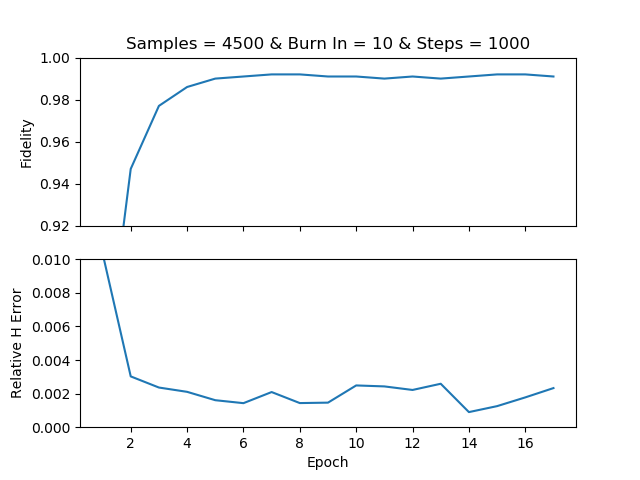 Samples = 4500 & Burn In = 10 & Steps = 1000
1.00
0.98
0.96
0.94
0.92
Fidelity
0.010
0.008
0.006
0.004
0.002
0.000
Relative H Error
2 4 6 8 10 12 14 16
Epoch